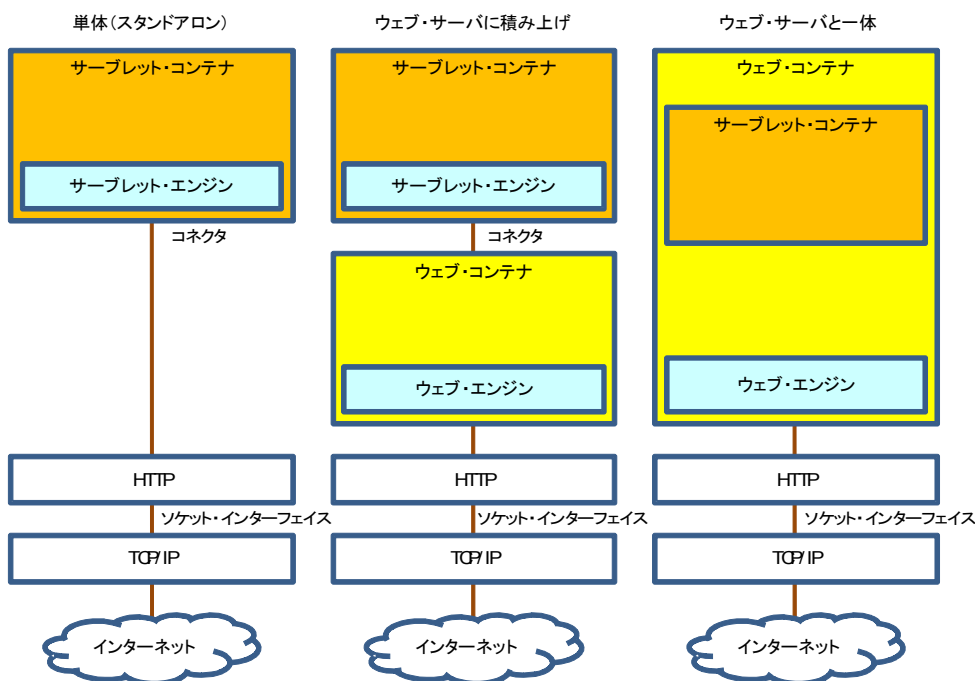 単体（スタンドアロン）
サーブレット・コンテナ
サーブレット・エンジン
コネクタ
HTTP
ソケット・インターフェイス
TCP/IP
インターネット
ウェブ・サーバに積み上げ
サーブレット・コンテナ
サーブレット・エンジン
コネクタ
ウェブ・コンテナ
ウェブ・エンジン
HTTP
ソケット・インターフェイス
TCP/IP
インターネット
ウェブ・サーバと一体
ウェブ・コンテナ
サーブレット・コンテナ
ウェブ・エンジン
HTTP
ソケット・インターフェイス
TCP/IP
インターネット